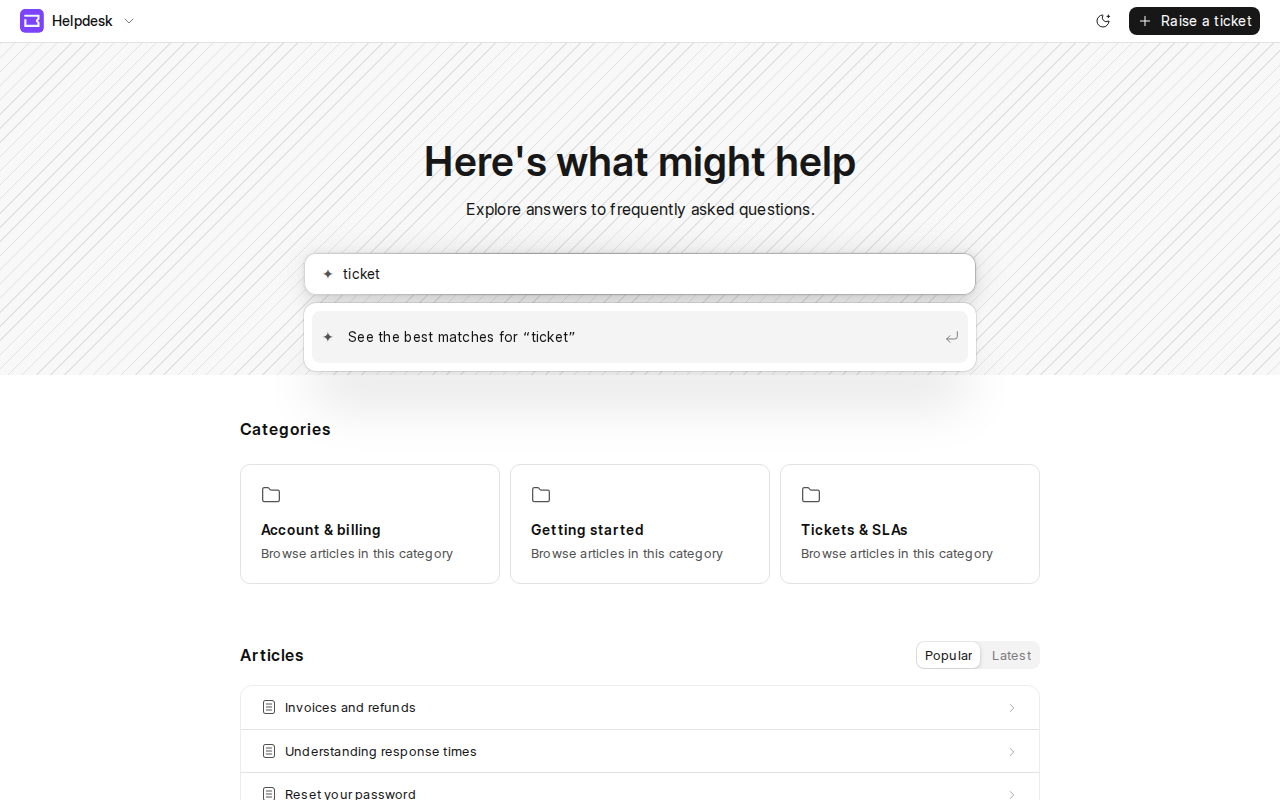 Helpdesk
Raise a ticket
Here's what might help
Explore answers to frequently asked questions.
ticket
See the best matches for “ticket”
Categories
Account & billing
Browse articles in this category
Getting started
Browse articles in this category
Tickets & SLAs
Browse articles in this category
Articles
Popular
Latest
Invoices and refunds
Understanding response times
Reset your password